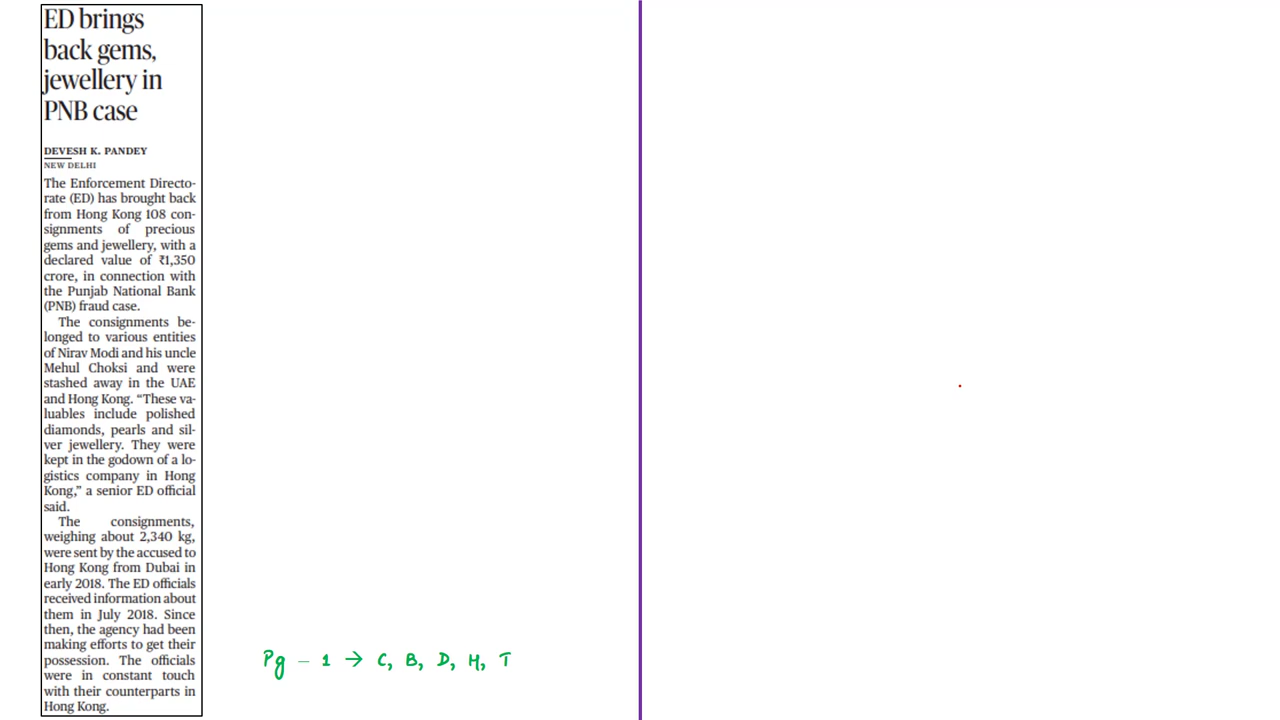 ED brings
back gems,
jewellery in
PNB case
DEVESH K. PANDEY
NEW DELHI
The Enforcement Directo-
rate (ED) has brought back
from Hong Kong 108 con-
signments of precious
gems and jewellery, with a
declared value of ₹1,350
crore, in connection with
the Punjab National Bank
(PNB) fraud case.
The consignments be-
longed to various entities
of Nirav Modi and his uncle
Mehul Choksi and were
stashed away in the UAE
and Hong Kong. “These va-
luables include polished
diamonds, pearls and sil-
ver jewellery. They were
kept in the godown of a lo-
gistics company in Hong
Kong,” a senior ED official
said.
The consignments,
weighing about 2,340 kg,
were sent by the accused to
Hong Kong from Dubai in
early 2018. The ED officials
received information about
them in July 2018. Since
then, the agency had been
making efforts to get their
possession. The officials
were in constant touch
with their counterparts in
Hong Kong.
Pg – 1 → C, B, D, H, T